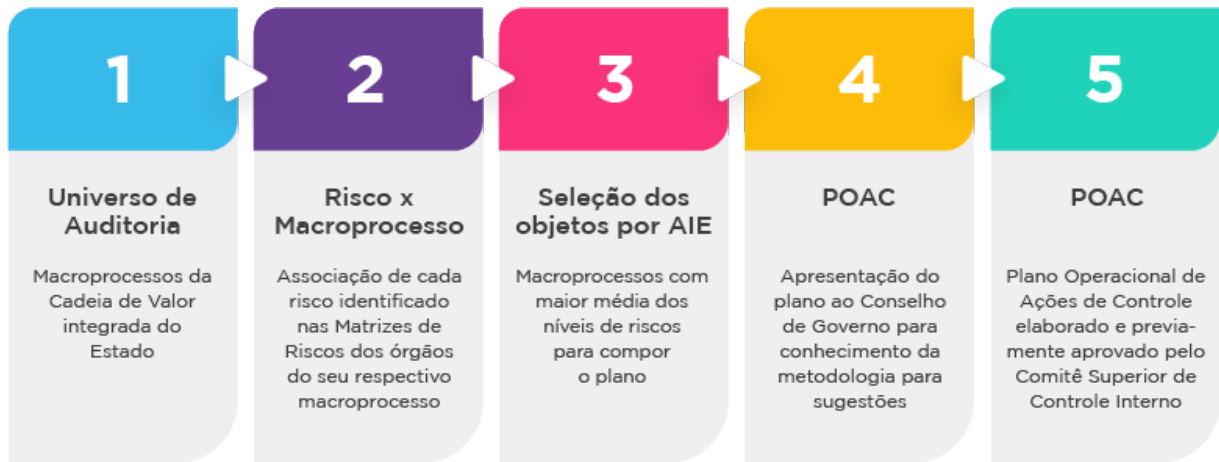 1
Universo de
Auditoria
Macroprocessos da
Cadeia de Valor
integrada do
Estado
2
Risco x
Macroprocesso
Associação de cada
risco identificado
nas Matrizes de
Riscos dos órgãos
do seu respectivo
macroprocesso
3
Seleção dos
objetos por AIE
Macroprocessos com
maior média dos
níveis de riscos
para compor
o plano
4
POAC
Apresentação do
plano ao Conselho
de Governo para
conhecimento da
metodologia para
sugestões
5
POAC
Plano Operacional de
Ações de Controle
elaborado e previa-
mente aprovado pelo
Comitê Superior de
Controle Interno